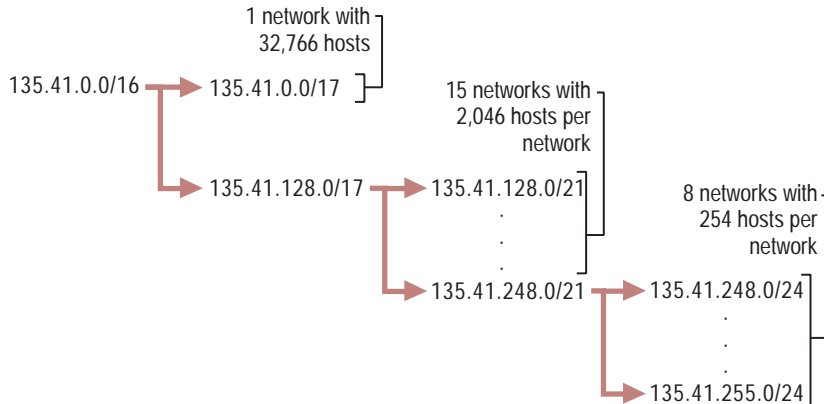 1 network with
32,766 hosts
135.41.0.0/16
135.41.0.0/17
15 networks with
2,046 hosts per
network
135.41.128.0/17
135.41.128.0/21
.
.
.
135.41.248.0/21
8 networks with
254 hosts per
network
135.41.248.0/24
.
.
.
135.41.255.0/24